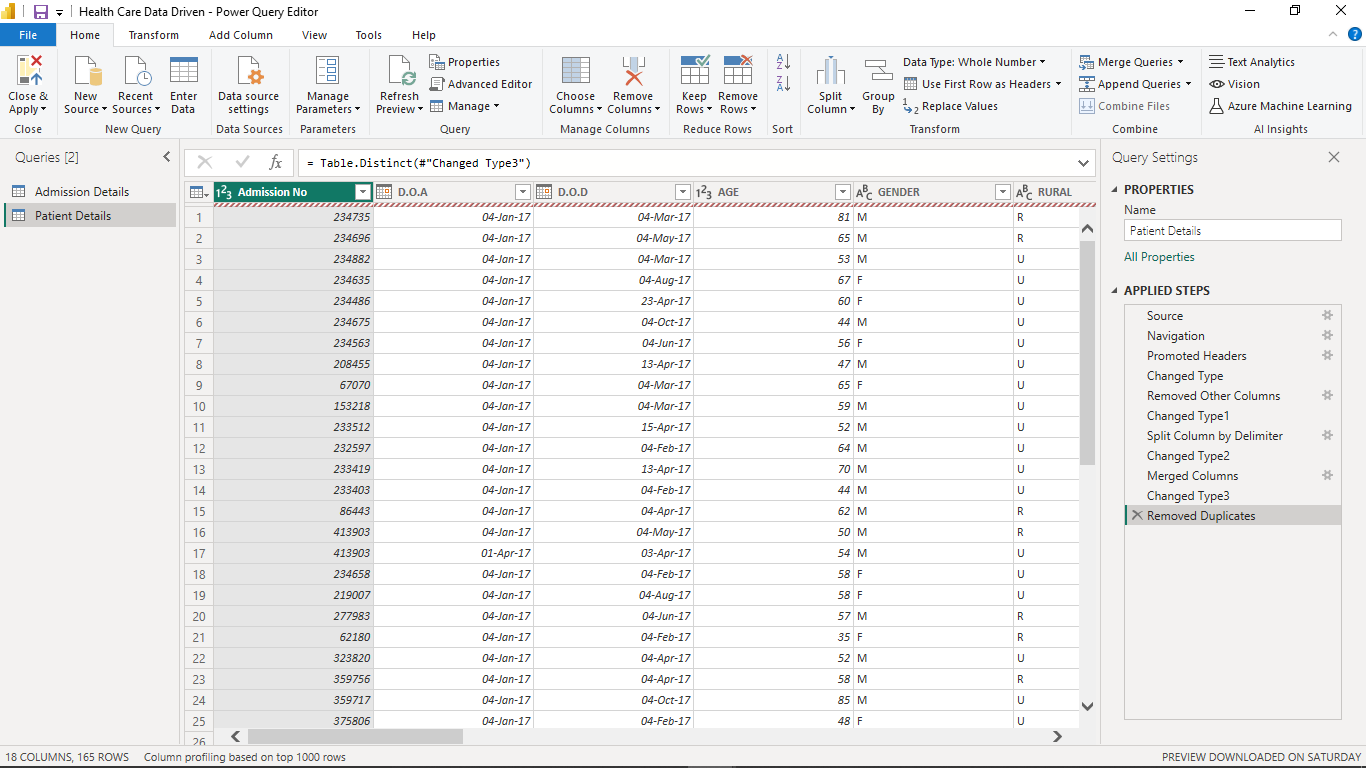 Health Care Data Driven - Power Query Editor
File Home Transform Add Column View Tools Help
Close & Apply
Close
New Source
Recent Sources
Enter Data
New Query
Data source settings
Data Sources
Manage Parameters
Parameters
Refresh Preview
Properties
Advanced Editor
Manage
Query
Choose Columns
Remove Columns
Manage Columns
Keep Rows
Remove Rows
Reduce Rows
Sort
Split Column
Group By
Data Type: Whole Number
Use First Row as Headers
Replace Values
Transform
Merge Queries
Append Queries
Combine Files
Combine
Text Analytics
Vision
Azure Machine Learning
AI Insights
Queries [2]
Admission Details
Patient Details
fx = Table.Distinct(#"Changed Type3")
Admission No D.O.A D.O.D AGE GENDER RURAL
1 234735 04-Jan-17 04-Mar-17 81 M R
2 234696 04-Jan-17 04-May-17 65 M R
3 234882 04-Jan-17 04-Mar-17 53 M U
4 234635 04-Jan-17 04-Aug-17 67 F U
5 234486 04-Jan-17 23-Apr-17 60 F U
6 234675 04-Jan-17 04-Oct-17 44 M U
7 234563 04-Jan-17 04-Jun-17 56 F U
8 208455 04-Jan-17 13-Apr-17 47 M U
9 67070 04-Jan-17 04-Mar-17 65 F U
10 153218 04-Jan-17 04-Mar-17 59 M U
11 233512 04-Jan-17 15-Apr-17 52 M U
12 232597 04-Jan-17 04-Feb-17 64 M U
13 233419 04-Jan-17 13-Apr-17 70 M U
14 233403 04-Jan-17 04-Feb-17 44 M U
15 86443 04-Jan-17 04-Apr-17 62 M R
16 413903 04-Jan-17 04-May-17 50 M R
17 413903 01-Apr-17 03-Apr-17 54 M U
18 234658 04-Jan-17 04-Feb-17 58 F U
19 219007 04-Jan-17 04-Aug-17 58 F U
20 277983 04-Jan-17 04-Jun-17 57 M R
21 62180 04-Jan-17 04-Feb-17 35 F R
22 323820 04-Jan-17 04-Apr-17 52 M U
23 359756 04-Jan-17 04-Apr-17 58 M R
24 359717 04-Jan-17 04-Oct-17 85 M U
25 375806 04-Jan-17 04-Feb-17 48 F U
26
Query Settings
PROPERTIES
Name
Patient Details
All Properties
APPLIED STEPS
Source
Navigation
Promoted Headers
Changed Type
Removed Other Columns
Changed Type1
Split Column by Delimiter
Changed Type2
Merged Columns
Changed Type3
Removed Duplicates
18 COLUMNS, 165 ROWS Column profiling based on top 1000 rows PREVIEW DOWNLOADED ON SATURDAY